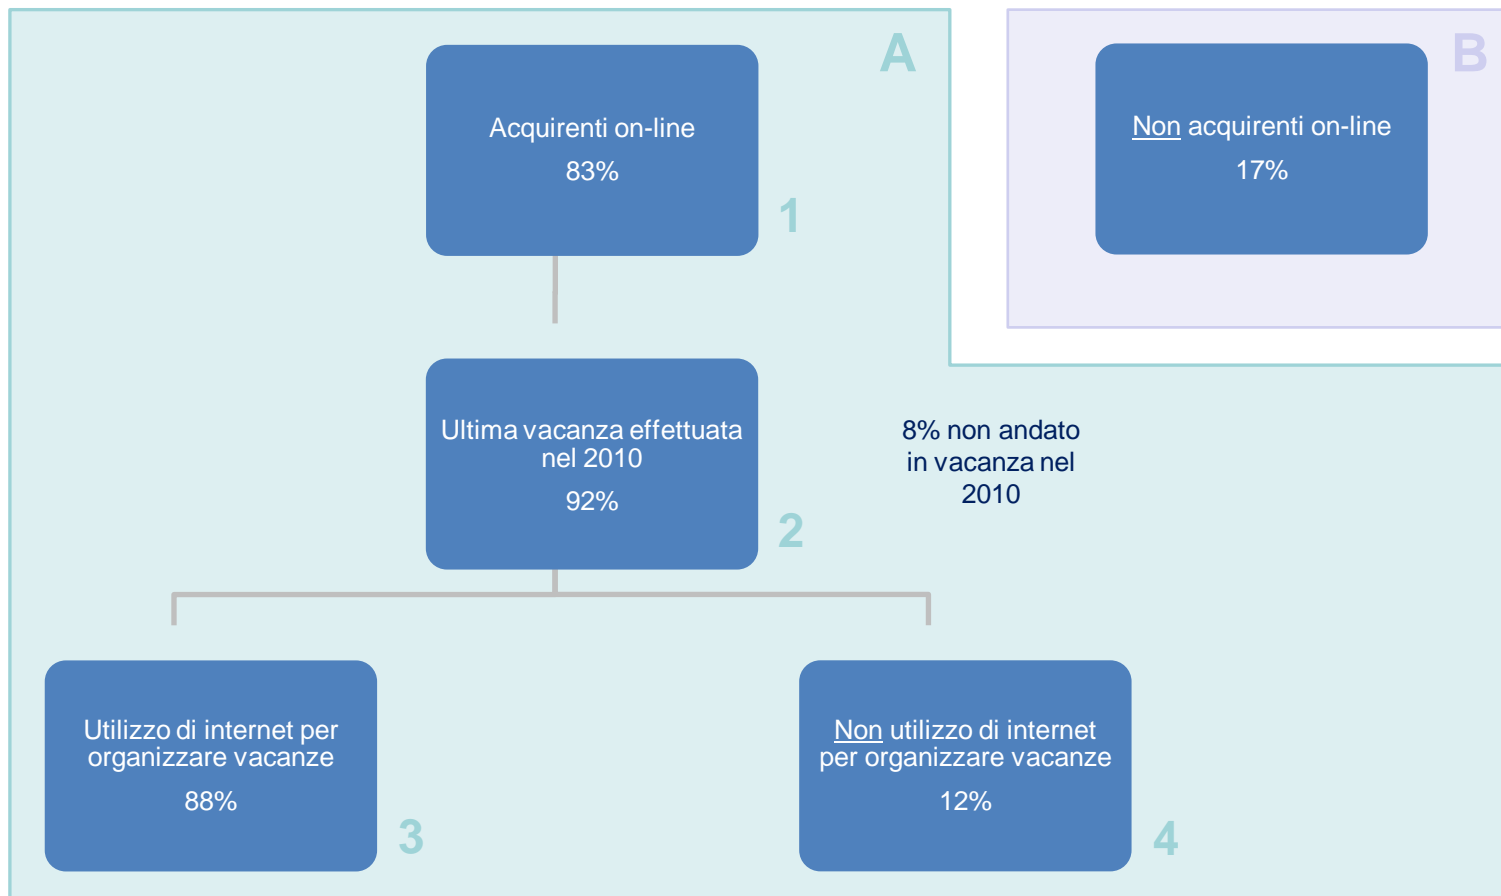 A
Acquirenti on-line
83%
1
B
Non acquirenti on-line
17%
Ultima vacanza effettuata
nel 2010
92%
2
8% non andato
in vacanza nel
2010
Utilizzo di internet per
organizzare vacanze
88%
3
Non utilizzo di internet
per organizzare vacanze
12%
4